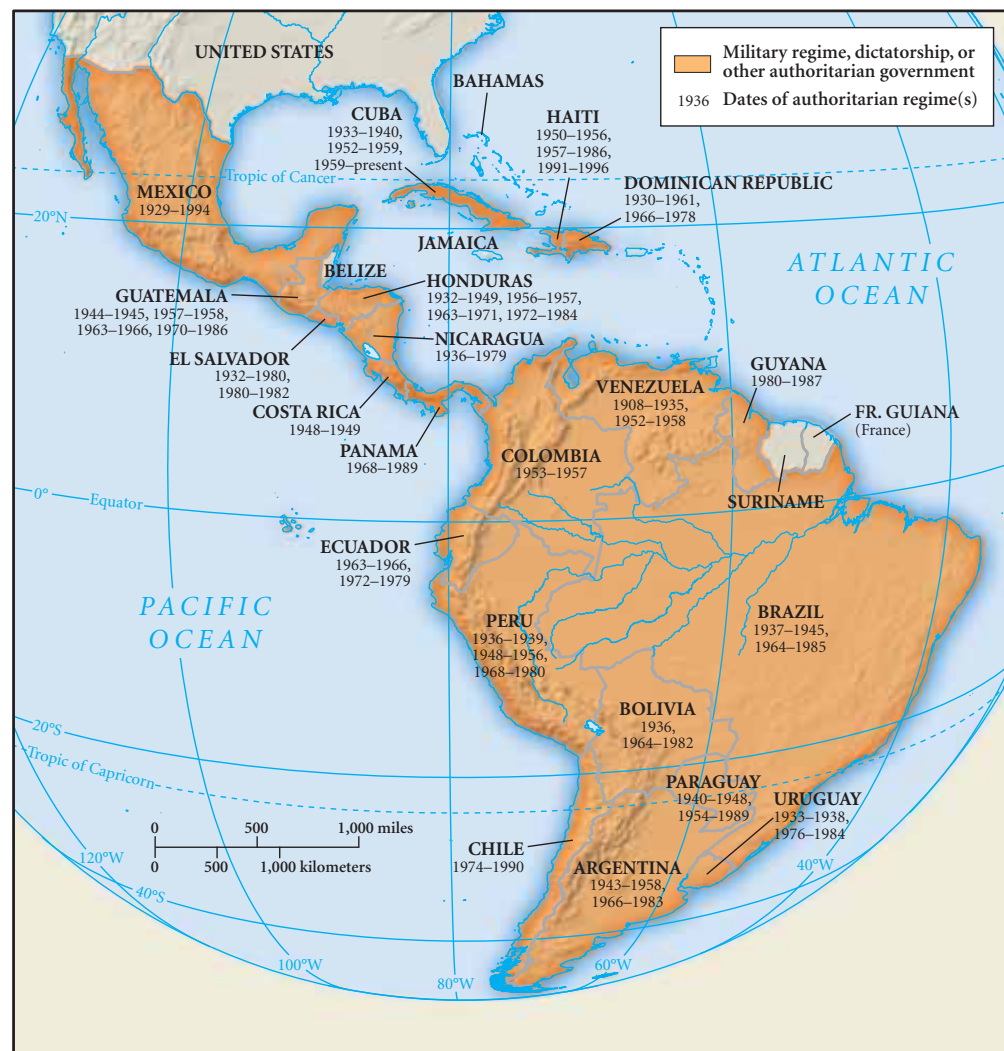 UNITED STATES
Military regime, dictatorship, or
other authoritarian government
1936 Dates of authoritarian regime(s)
BAHAMAS
CUBA
1933–1940,
1952–1959,
1959–present
HAITI
1950–1956,
1957–1986,
1991–1996
Tropic of Cancer
DOMINICAN REPUBLIC
1930–1961,
1966–1978
MEXICO
1929–1994
20°N
JAMAICA
ATLANTIC
OCEAN
BELIZE
HONDURAS
1932–1949, 1956–1957,
1963–1971, 1972–1984
GUATEMALA
1944–1945, 1957–1958,
1963–1966, 1970–1986
NICARAGUA
1936–1979
EL SALVADOR
1932–1980,
1980–1982
COSTA RICA
1948–1949
PANAMA
1968–1989
VENEZUELA
1908–1935,
1952–1958
GUYANA
1980–1987
FR. GUIANA
(France)
COLOMBIA
1953–1957
SURINAME
0°
Equator
ECUADOR
1963–1966,
1972–1979
PACIFIC
OCEAN
PERU
1936–1939,
1948–1956,
1968–1980
BRAZIL
1937–1945,
1964–1985
BOLIVIA
1936,
1964–1982
20°S
Tropic of Capricorn
PARAGUAY
1940–1948,
1954–1989
URUGUAY
1933–1938,
1976–1984
0 500 1,000 miles
0 500 1,000 kilometers
CHILE
1974–1990
ARGENTINA
1943–1958,
1966–1983
120°W
40°S
40°W
100°W
80°W
60°W